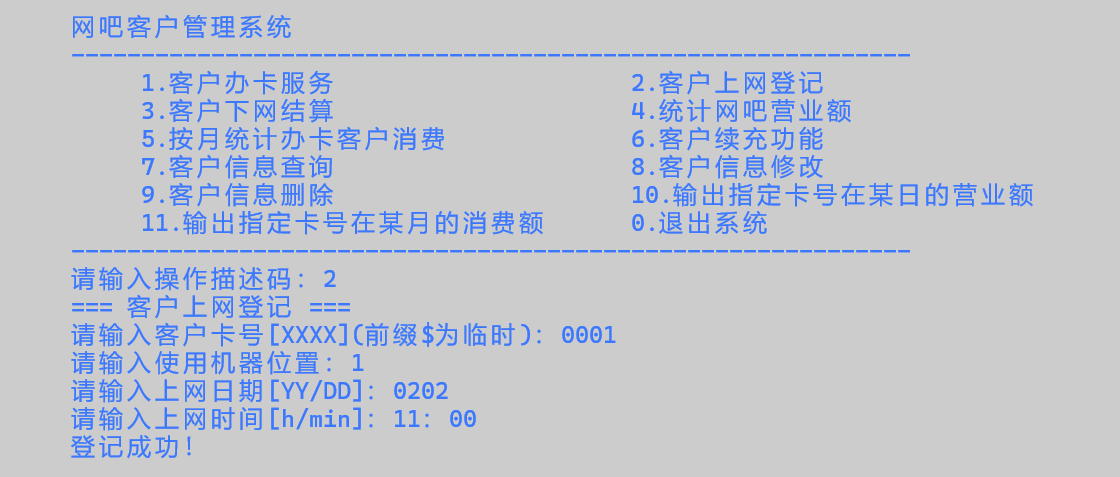 网吧客户管理系统
------------------------------------------------------------
1.客户办卡服务 2.客户上网登记
3.客户下网结算 4.统计网吧营业额
5.按月统计办卡客户消费 6.客户续充功能
7.客户信息查询 8.客户信息修改
9.客户信息删除 10.输出指定卡号在某日的营业额
11.输出指定卡号在某月的消费额 0.退出系统
------------------------------------------------------------
请输入操作描述码: 2
=== 客户上网登记 ===
请输入客户卡号[XXXX](前缀$为临时): 0001
请输入使用机器位置: 1
请输入上网日期[YY/DD]: 0202
请输入上网时间[h/min]: 11: 00
登记成功!